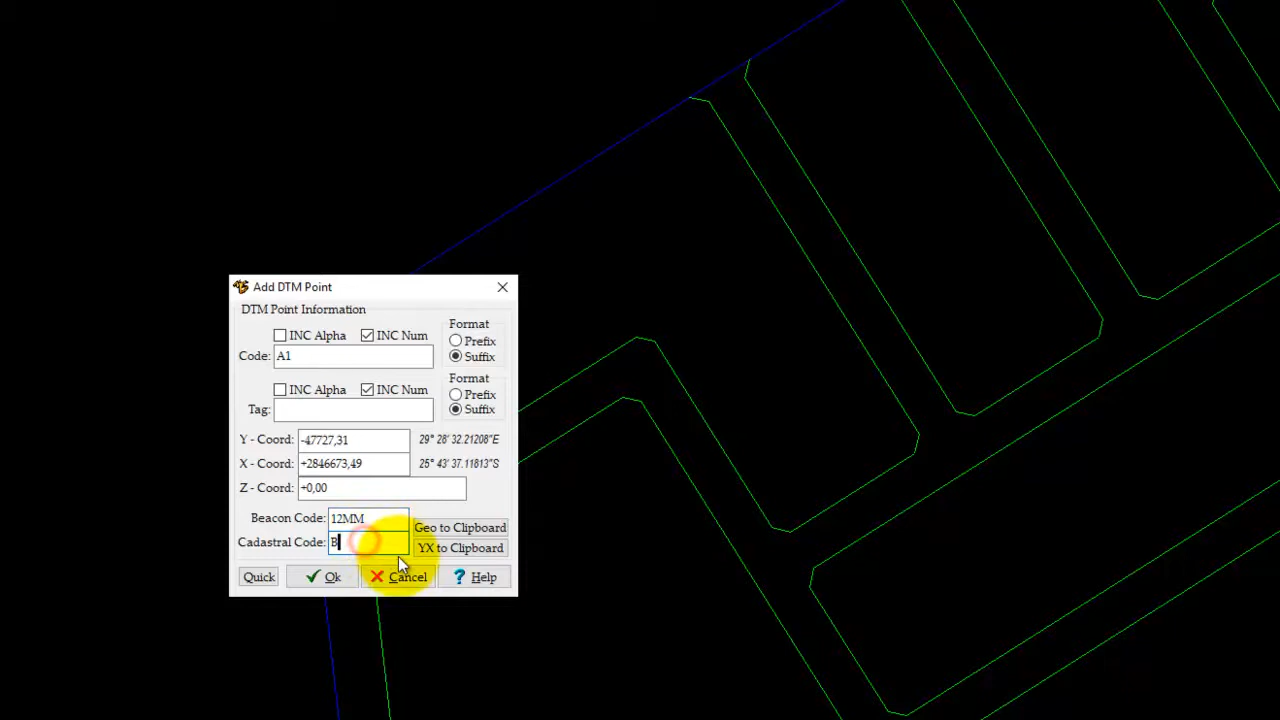 Add DTM Point
DTM Point Information
INC Alpha INC Num
Format
Prefix
Code: A1
Suffix
INC Alpha INC Num
Format
Prefix
Tag:
Suffix
Y - Coord: -47727,31 29° 28' 32.21208"E
X - Coord: +2846673,49 25° 43' 37.11813"S
Z - Coord: +0,00
Beacon Code: 12MM
Geo to Clipboard
Cadastral Code: B
YX to Clipboard
Quick Ok Cancel Help